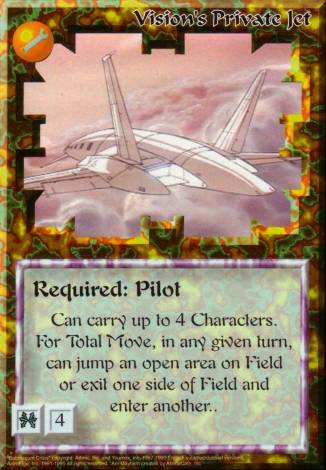 Vision's Private Jet
Required: Pilot
Can carry up to 4 Characters.
For Total Move, in any given turn,
can jump an open area on Field
or exit one side of Field and
enter another..
4